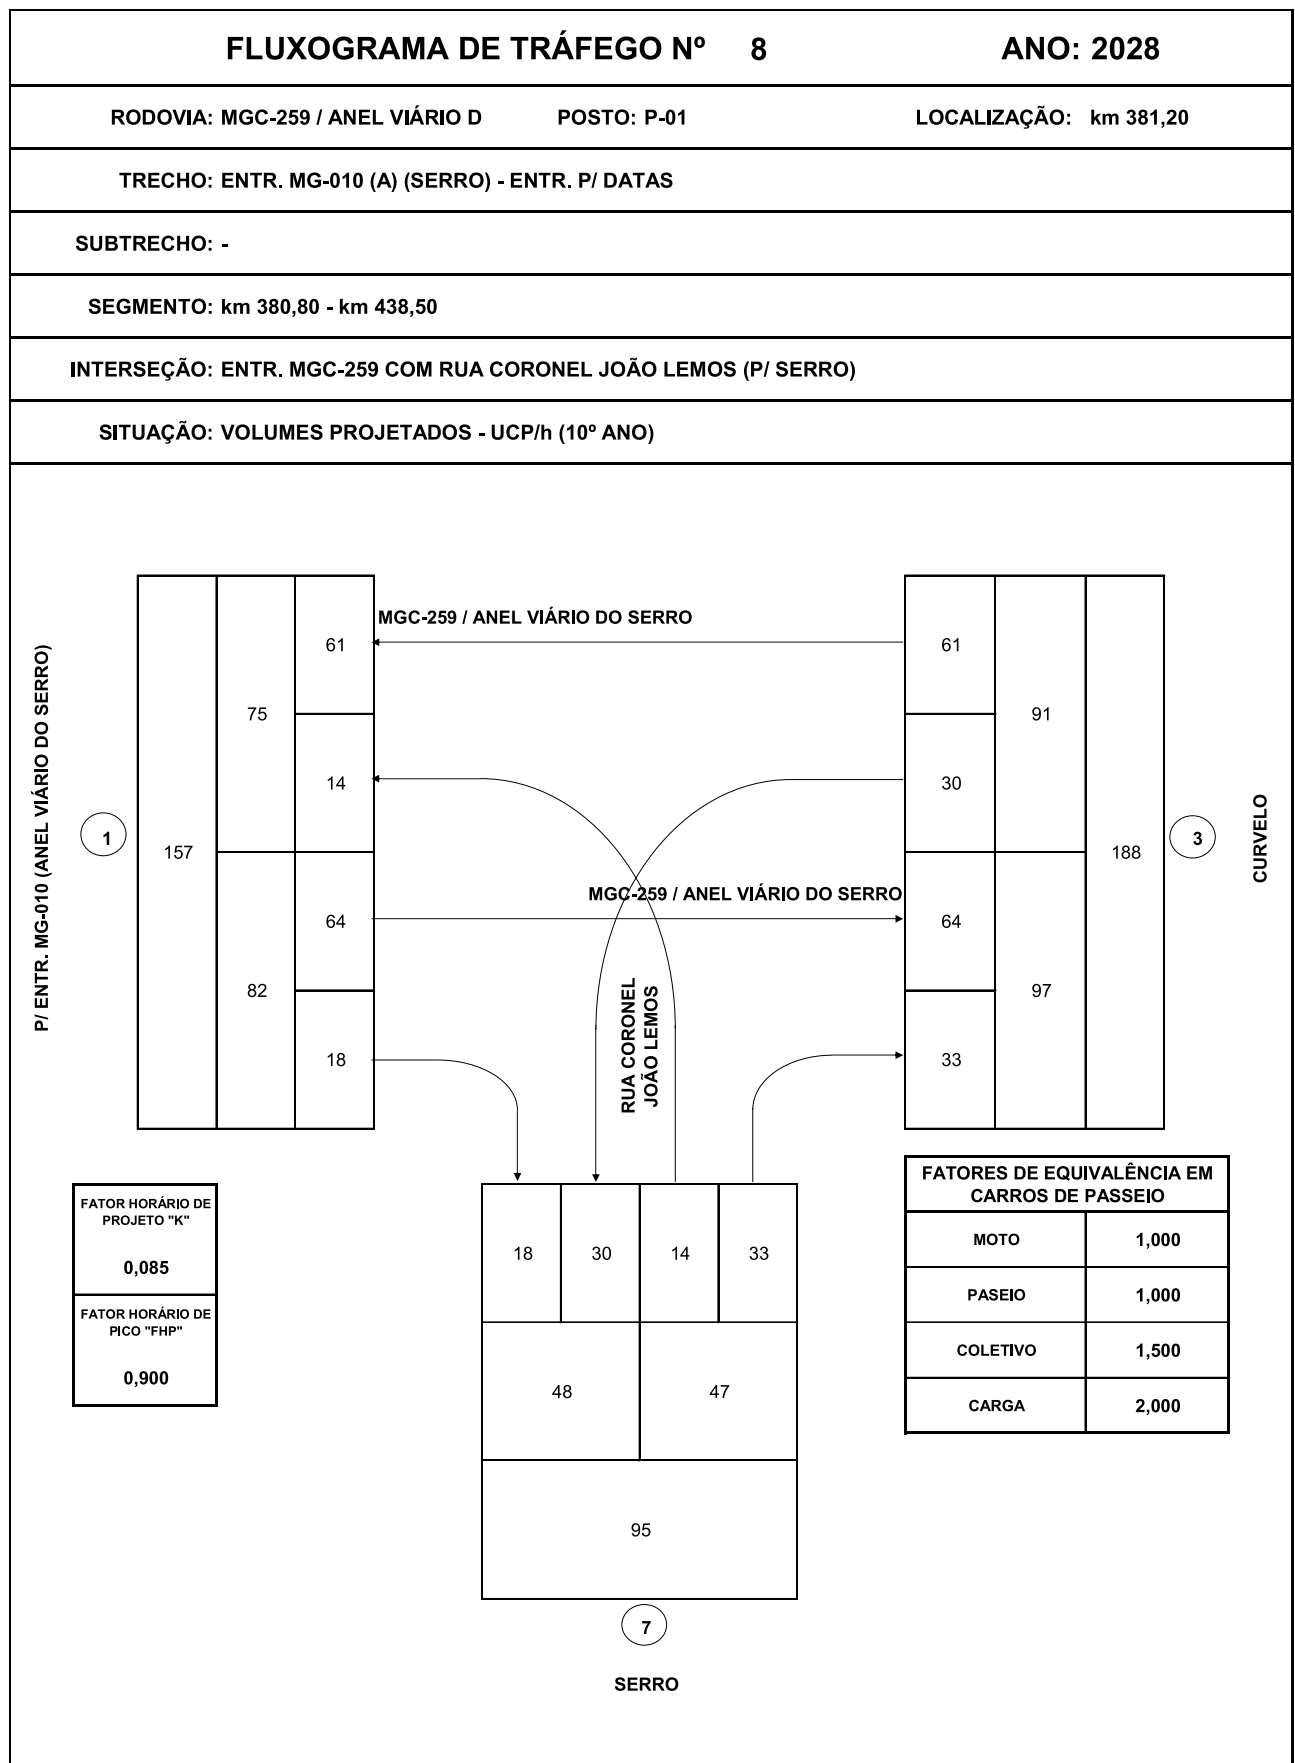 FLUXOGRAMA DE TRÁFEGO Nº 8 ANO: 2028
RODOVIA: MGC-259 / ANEL VIÁRIO D POSTO: P-01 LOCALIZAÇÃO: km 381,20
TRECHO: ENTR. MG-010 (A) (SERRO) - ENTR. P/ DATAS
SUBTRECHO: -
SEGMENTO: km 380,80 - km 438,50
INTERSEÇÃO: ENTR. MGC-259 COM RUA CORONEL JOÃO LEMOS (P/ SERRO)
SITUAÇÃO: VOLUMES PROJETADOS - UCP/h (10º ANO)
P/ ENTR. MG-010 (ANEL VIÁRIO DO SERRO)
1
157
75
82
61
14
64
18
MGC-259 / ANEL VIÁRIO DO SERRO
MGC-259 / ANEL VIÁRIO DO SERRO
RUA CORONEL
JOÃO LEMOS
61
30
64
33
91
97
188
3
CURVELO
FATOR HORÁRIO DE
PROJETO "K"
0,085
FATOR HORÁRIO DE
PICO "FHP"
0,900
18 30 14 33
48 47
95
7
SERRO
FATORES DE EQUIVALÊNCIA EM
CARROS DE PASSEIO
MOTO 1,000
PASEIO 1,000
COLETIVO 1,500
CARGA 2,000